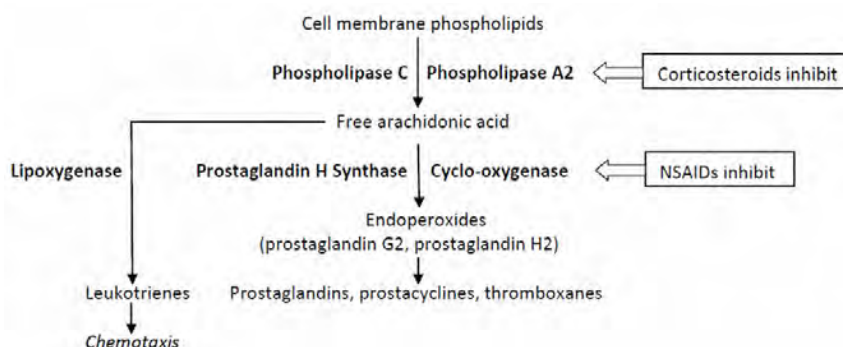 Cell membrane phospholipids
Phospholipase C Phospholipase A2 Corticosteroids inhibit
Free arachidonic acid
Lipoxygenase Prostaglandin H Synthase Cyclo-oxygenase NSAIDs inhibit
Endoperoxides
(prostaglandin G2, prostaglandin H2)
Leukotrienes Prostaglandins, prostacyclines, thromboxanes
Chemotaxis